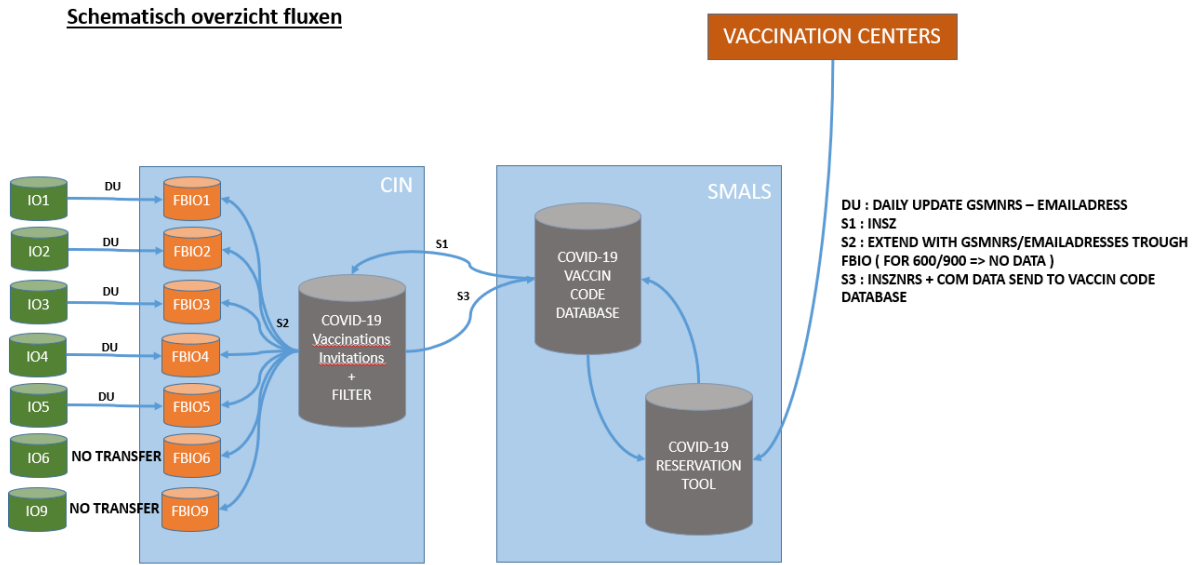 Schematisch overzicht fluxen
VACCINATION CENTERS
CIN
SMALS
IO1
DU
FBIO1
IO2
DU
FBIO2
IO3
DU
FBIO3
IO4
DU
FBIO4
IO5
DU
FBIO5
IO6
NO TRANSFER
FBIO6
IO9
NO TRANSFER
FBIO9
S2
COVID-19
Vaccinations
Invitations
+
FILTER
S1
S3
COVID-19
VACCIN
CODE
DATABASE
COVID-19
RESERVATION
TOOL
DU : DAILY UPDATE GSMNRS – EMAILADRESS
S1 : INSZ
S2 : EXTEND WITH GSMNRS/EMAILADRESSES TROUGH
FBIO ( FOR 600/900 => NO DATA )
S3 : INSZNRS + COM DATA SEND TO VACCIN CODE
DATABASE